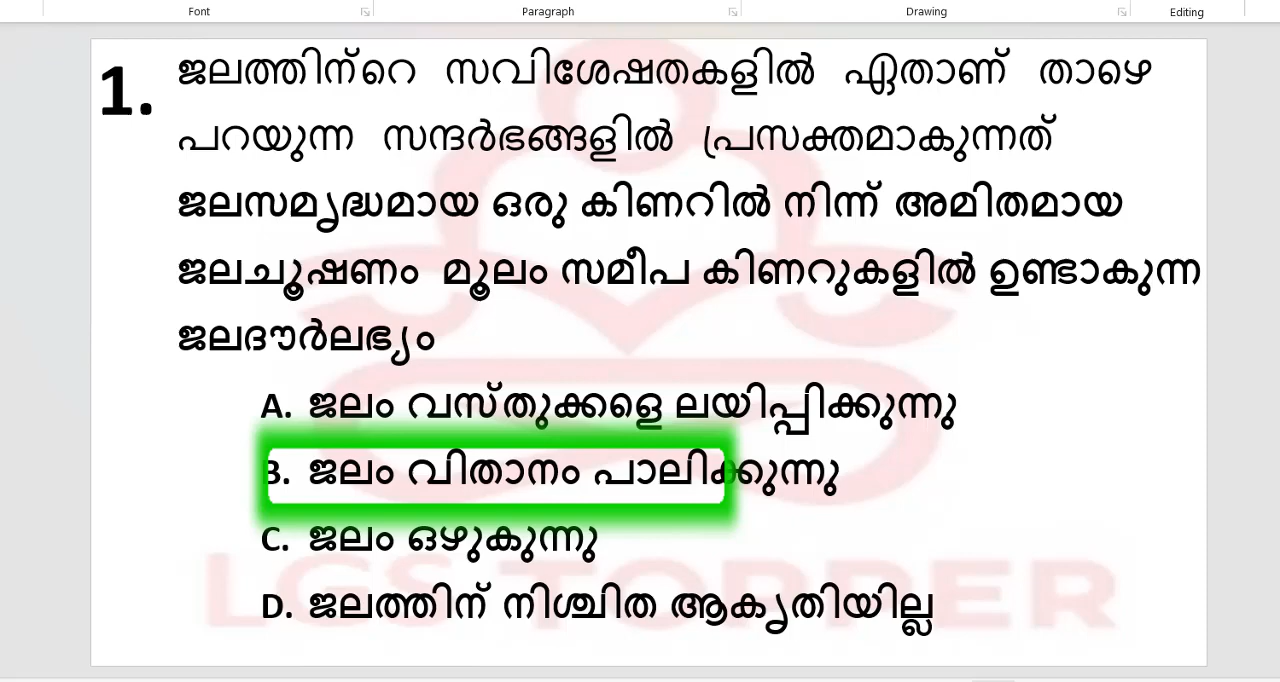 Font Paragraph Drawing Editing
1. ജലത്തിന്റെ സവിശേഷതകളിൽ ഏതാണ് താഴെ
പറയുന്ന സന്ദർഭങ്ങളിൽ പ്രസക്തമാകുന്നത്
ജലസമൃദ്ധമായ ഒരു കിണറിൽ നിന്ന് അമിതമായ
ജലചൂഷണം മൂലം സമീപ കിണറുകളിൽ ഉണ്ടാകുന്ന
ജലദൗർലഭ്യം
A. ജലം വസ്തുക്കളെ ലയിപ്പിക്കുന്നു
B. ജലം വിതാനം പാലിക്കുന്നു
C. ജലം ഒഴുകുന്നു
D. ജലത്തിന് നിശ്ചിത ആകൃതിയില്ല
LGS TOPPER